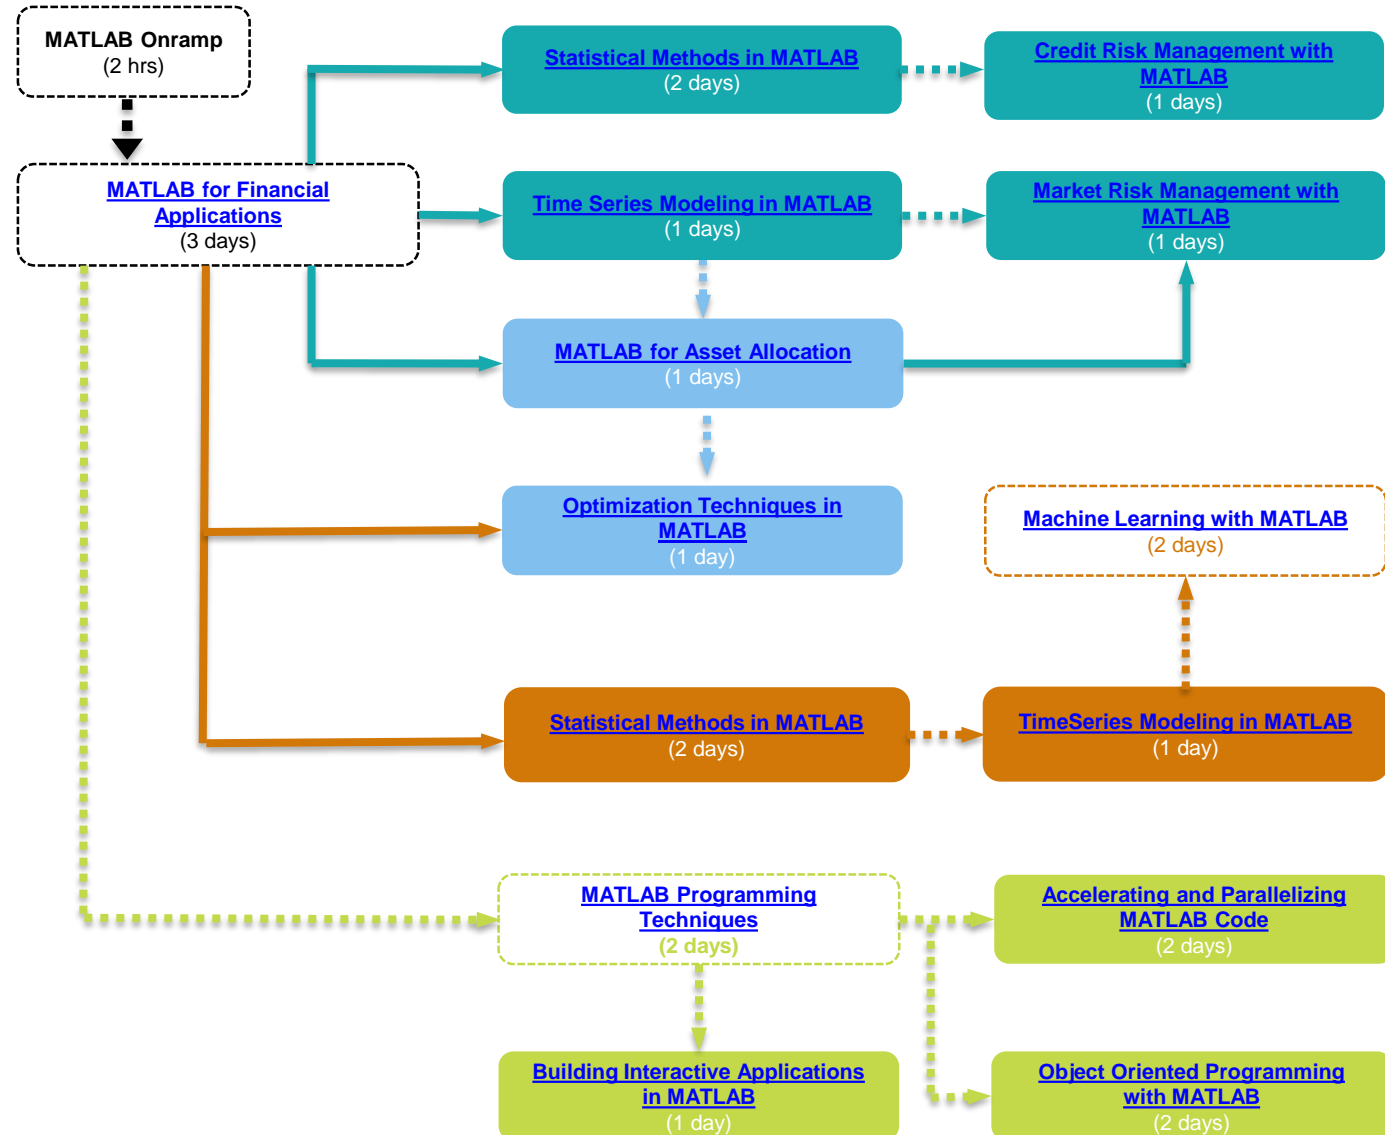 MATLAB Onramp
(2 hrs)
Statistical Methods in MATLAB
(2 days)
Credit Risk Management with
MATLAB
(1 days)
MATLAB for Financial
Applications
(3 days)
Time Series Modeling in MATLAB
(1 days)
Market Risk Management with
MATLAB
(1 days)
MATLAB for Asset Allocation
(1 days)
Optimization Techniques in
MATLAB
(1 day)
Machine Learning with MATLAB
(2 days)
Statistical Methods in MATLAB
(2 days)
TimeSeries Modeling in MATLAB
(1 day)
MATLAB Programming
Techniques
(2 days)
Accelerating and Parallelizing
MATLAB Code
(2 days)
Building Interactive Applications
in MATLAB
(1 day)
Object Oriented Programming
with MATLAB
(2 days)